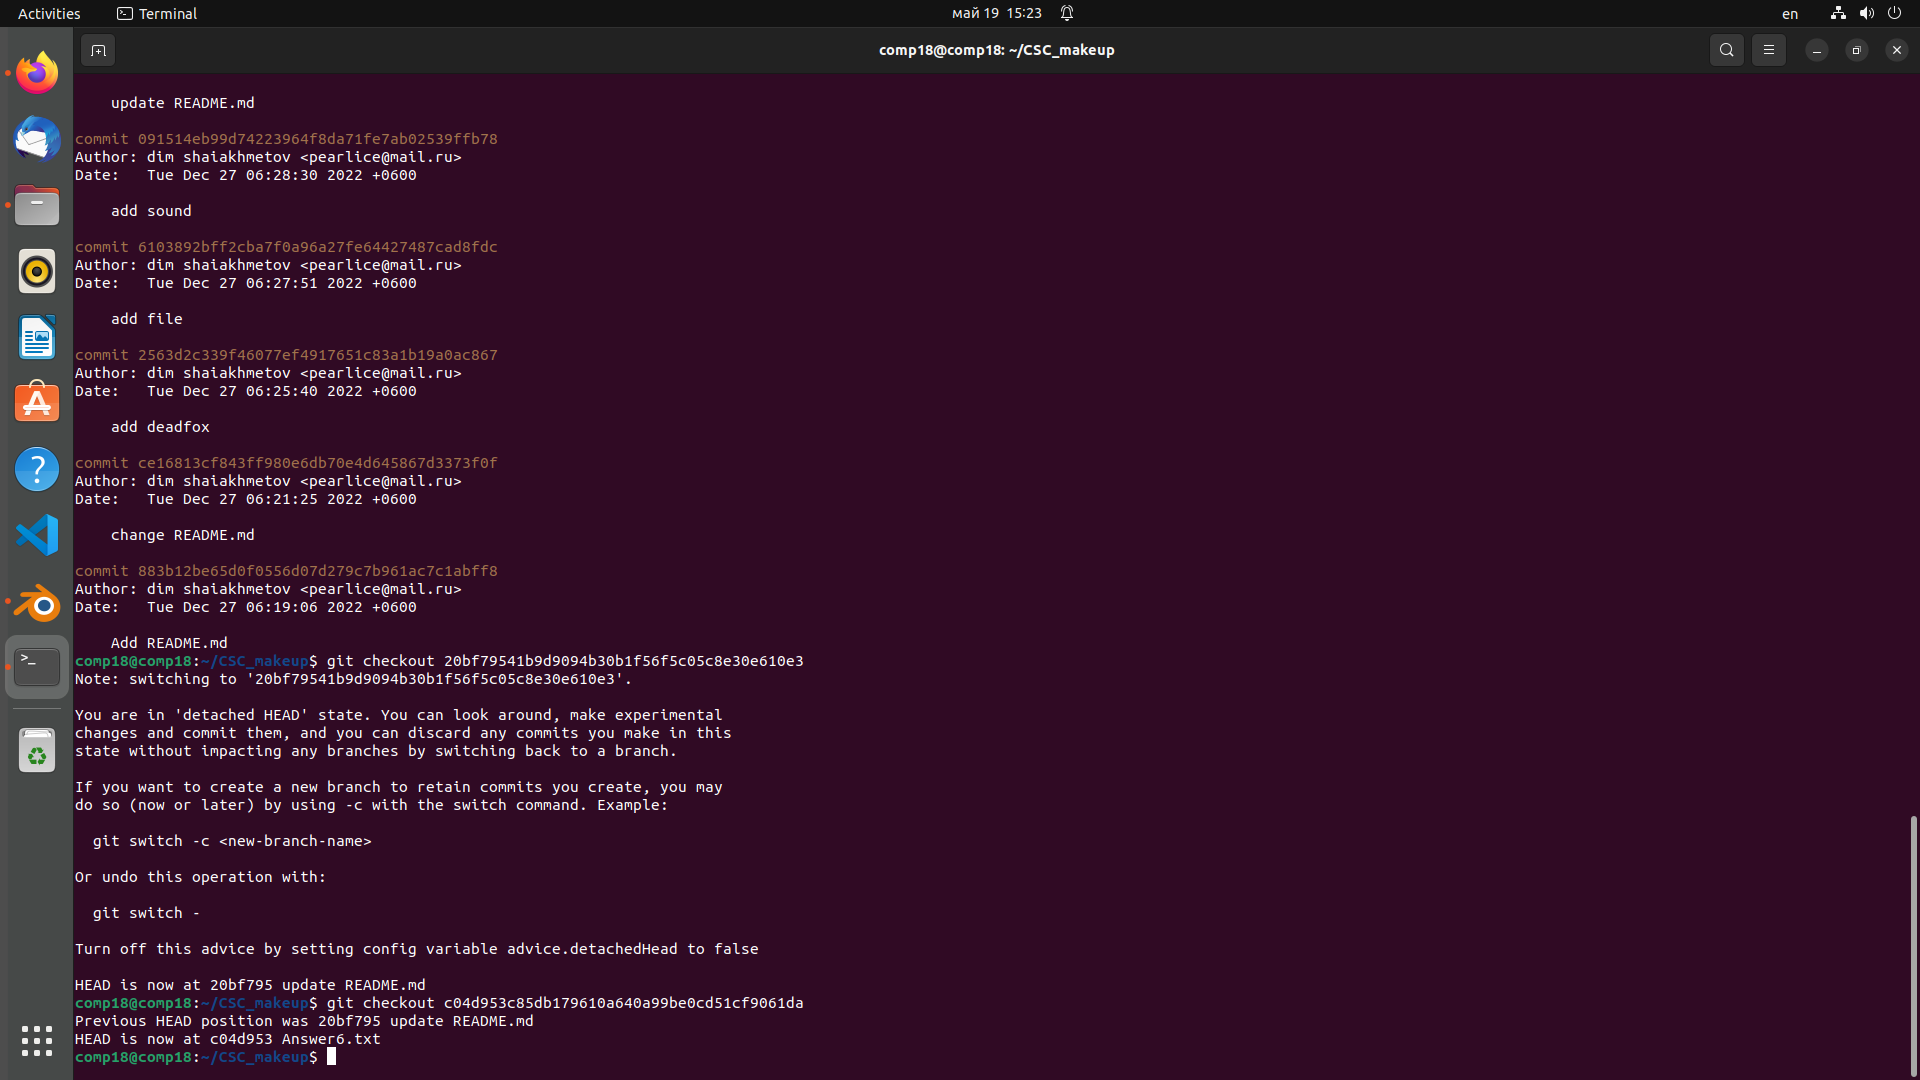 Activities
Terminal
май 19 15:23
en
comp18@comp18: ~/CSC_makeup
update README.md
commit 091514eb99d74223964f8da71fe7ab02539ffb78
Author: dim shaiakhmetov <pearlice@mail.ru>
Date:   Tue Dec 27 06:28:30 2022 +0600
add sound
commit 6103892bff2cba7f0a96a27fe64427487cad8fdc
Author: dim shaiakhmetov <pearlice@mail.ru>
Date:   Tue Dec 27 06:27:51 2022 +0600
add file
commit 2563d2c339f46077ef4917651c83a1b19a0ac867
Author: dim shaiakhmetov <pearlice@mail.ru>
Date:   Tue Dec 27 06:25:40 2022 +0600
add deadfox
commit ce16813cf843ff980e6db70e4d645867d3373f0f
Author: dim shaiakhmetov <pearlice@mail.ru>
Date:   Tue Dec 27 06:21:25 2022 +0600
change README.md
commit 883b12be65d0f0556d07d279c7b961ac7c1abff8
Author: dim shaiakhmetov <pearlice@mail.ru>
Date:   Tue Dec 27 06:19:06 2022 +0600
Add README.md
comp18@comp18:~/CSC_makeup$ git checkout 20bf79541b9d9094b30b1f56f5c05c8e30e610e3
Note: switching to '20bf79541b9d9094b30b1f56f5c05c8e30e610e3'.
You are in 'detached HEAD' state. You can look around, make experimental
changes and commit them, and you can discard any commits you make in this
state without impacting any branches by switching back to a branch.
If you want to create a new branch to retain commits you create, you may
do so (now or later) by using -c with the switch command. Example:
git switch -c <new-branch-name>
Or undo this operation with:
git switch -
Turn off this advice by setting config variable advice.detachedHead to false
HEAD is now at 20bf795 update README.md
comp18@comp18:~/CSC_makeup$ git checkout c04d953c85db179610a640a99be0cd51cf9061da
Previous HEAD position was 20bf795 update README.md
HEAD is now at c04d953 Answer6.txt
comp18@comp18:~/CSC_makeup$